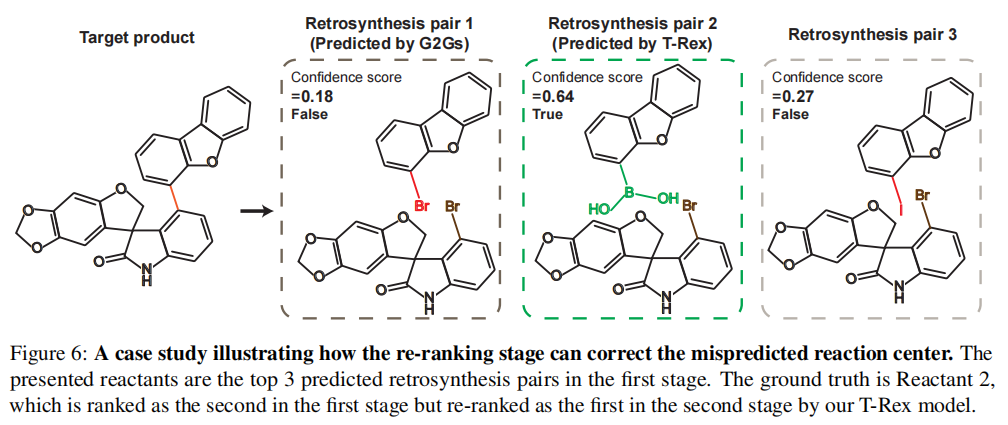 Target product
Retrosynthesis pair 1
(Predicted by G2Gs)
Retrosynthesis pair 2
(Predicted by T-Rex)
Retrosynthesis pair 3
Confidence score
=0.18
False
Confidence score
=0.64
True
Confidence score
=0.27
False
O
O
O
O
O
N
H
O
Br
Br
O
O
O
O
N
H
O
B
OH
HO
Br
O
O
O
O
N
H
O
I
Br
O
O
O
O
N
H
Figure 6: A case study illustrating how the re-ranking stage can correct the mispredicted reaction center. The
presented reactants are the top 3 predicted retrosynthesis pairs in the first stage. The ground truth is Reactant 2,
which is ranked as the second in the first stage but re-ranked as the first in the second stage by our T-Rex model.